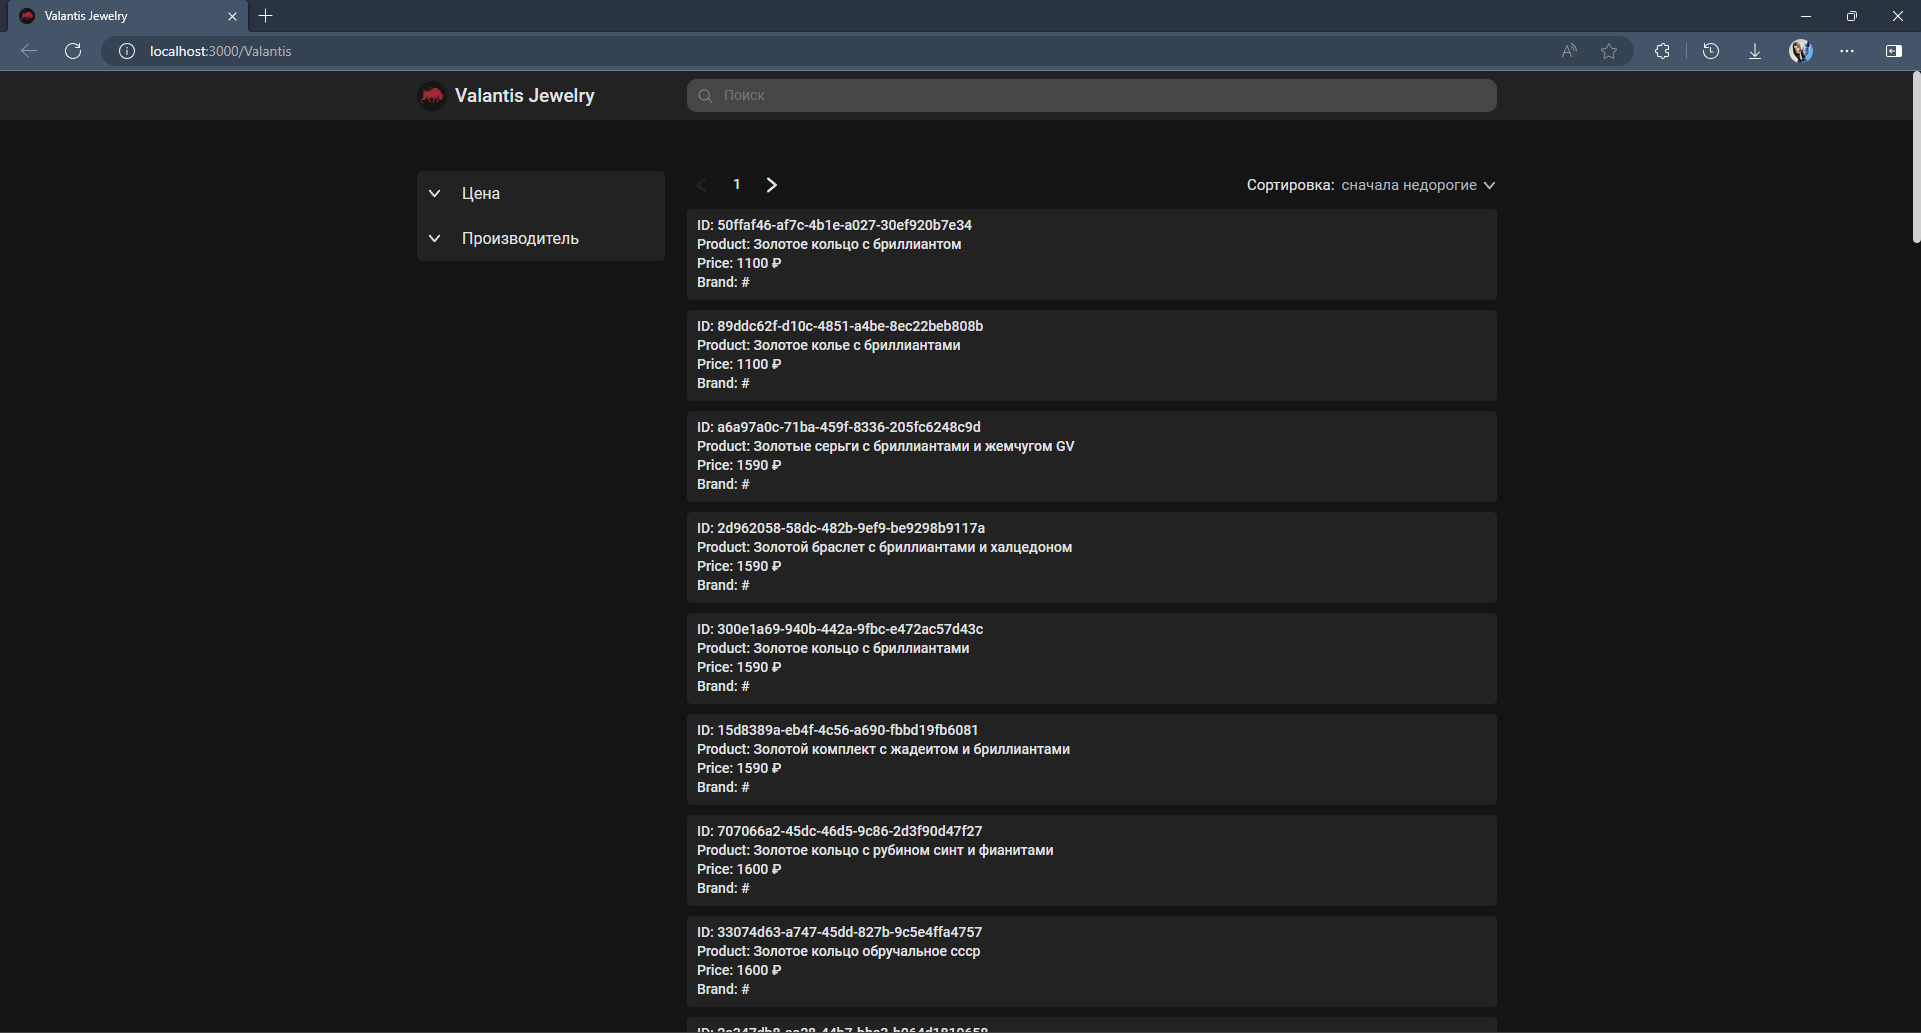 Valantis Jewelry
localhost:3000/Valantis
Valantis Jewelry
Поиск
Цена
Производитель
1
Сортировка: сначала недорогие
ID: 50ffaf46-af7c-4b1e-a027-30ef920b7e34
Product: Золотое кольцо с бриллиантом
Price: 1100 ₽
Brand: #
ID: 89ddc62f-d10c-4851-a4be-8ec22beb808b
Product: Золотое колье с бриллиантами
Price: 1100 ₽
Brand: #
ID: a6a97a0c-71ba-459f-8336-205fc6248c9d
Product: Золотые серьги с бриллиантами и жемчугом GV
Price: 1590 ₽
Brand: #
ID: 2d962058-58dc-482b-9ef9-be9298b9117a
Product: Золотой браслет с бриллиантами и халцедоном
Price: 1590 ₽
Brand: #
ID: 300e1a69-940b-442a-9fbc-e472ac57d43c
Product: Золотое кольцо с бриллиантами
Price: 1590 ₽
Brand: #
ID: 15d8389a-eb4f-4c56-a690-fbbd19fb6081
Product: Золотой комплект с жадеитом и бриллиантами
Price: 1590 ₽
Brand: #
ID: 707066a2-45dc-46d5-9c86-2d3f90d47f27
Product: Золотое кольцо с рубином синт и фианитами
Price: 1600 ₽
Brand: #
ID: 33074d63-a747-45dd-827b-9c5e4ffa4757
Product: Золотое кольцо обручальное ссср
Price: 1600 ₽
Brand: #
ID: